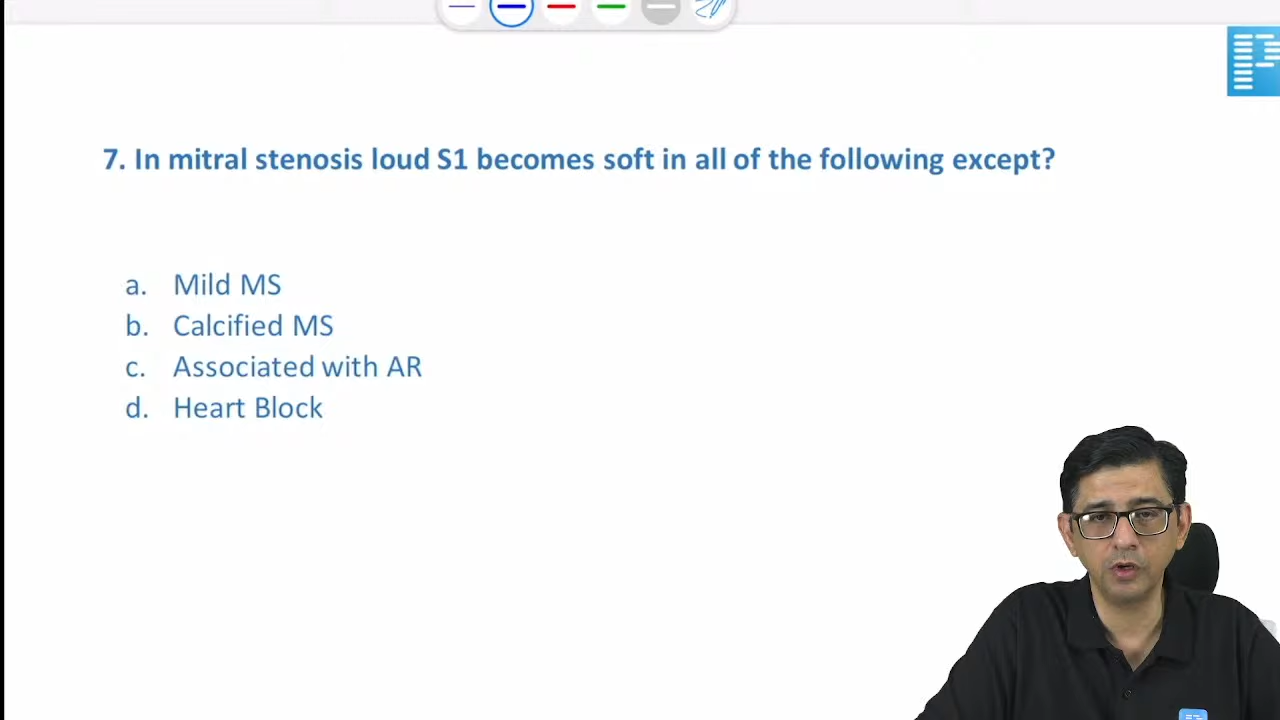 7. In mitral stenosis loud S1 becomes soft in all of the following except?
a. Mild MS
b. Calcified MS
c. Associated with AR
d. Heart Block